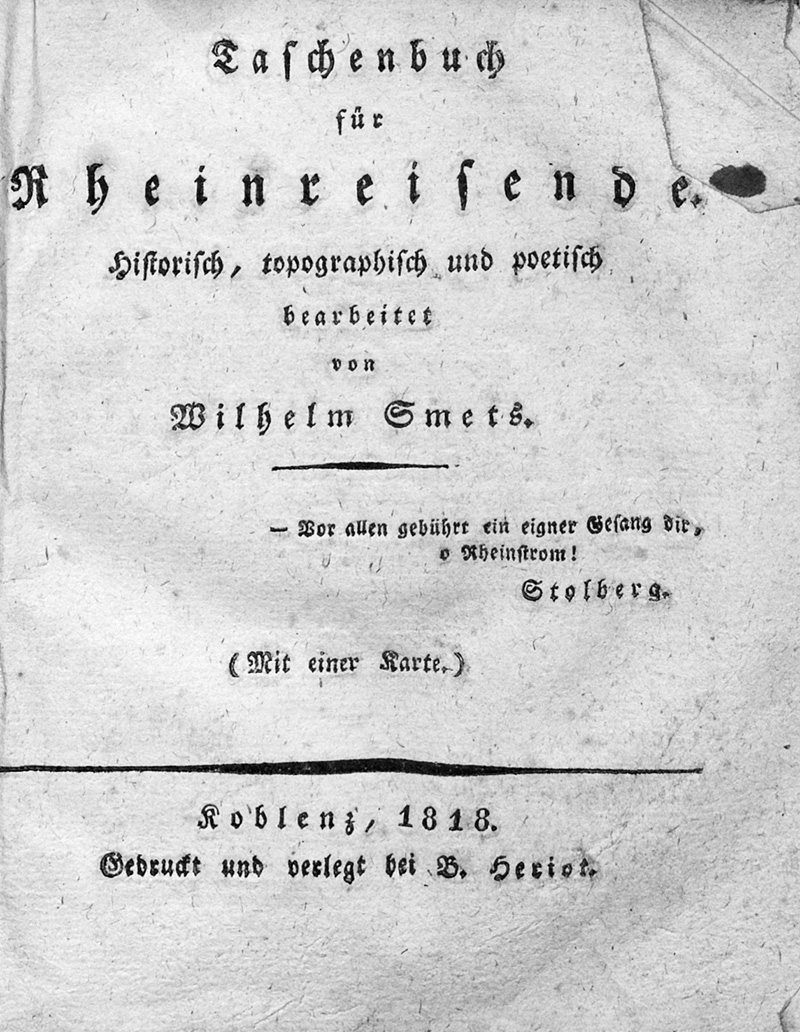 Taschenbuch
für
Rheinreisende.
Historisch, topographisch und poetisch
bearbeitet
von
Wilhelm Smets.
— Vor allen gebührt ein eigner Gesang dir,
o Rheinstrom!
Stolberg.
(Mit einer Karte.)
Koblenz, 1818.
Gedruckt und verlegt bei B. Heriot.